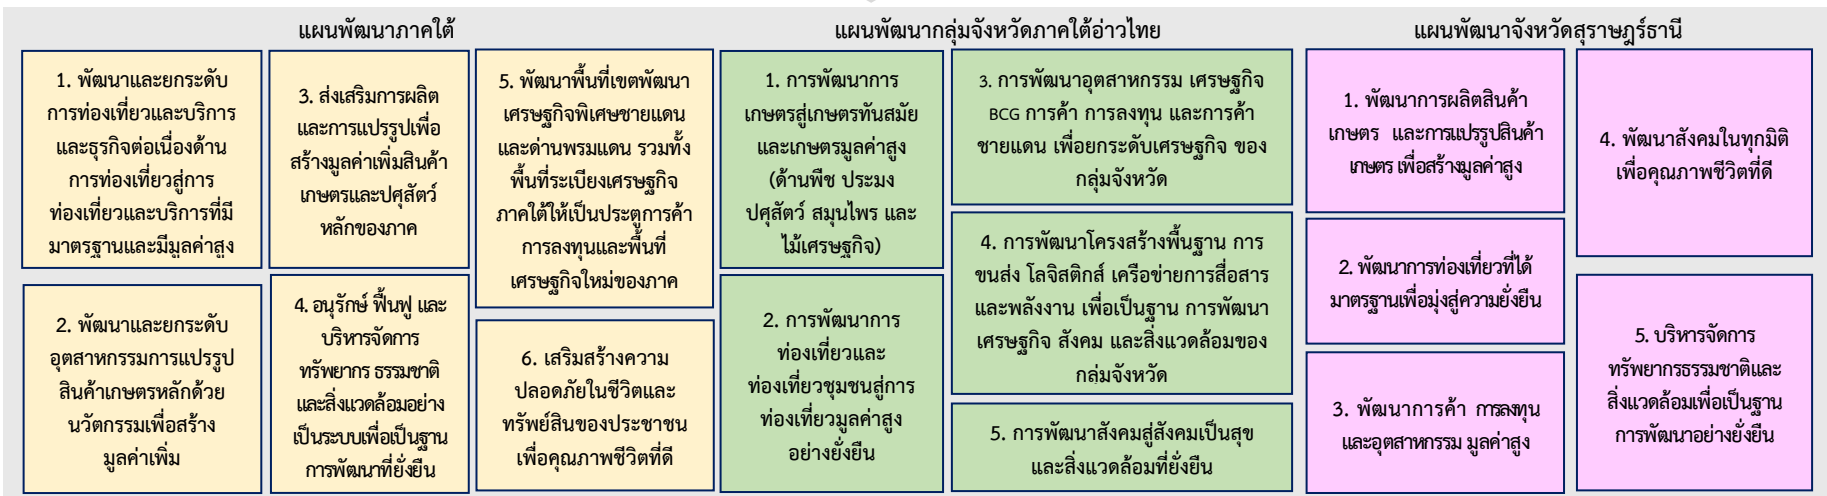 แผนพัฒนาภาคใต้
1. พัฒนาและยกระดับ
การท่องเที่ยวและบริการ
และธุรกิจต่อเนื่องด้าน
การท่องเที่ยวสู่การ
ท่องเที่ยวและบริการที่มี
มาตรฐานและมีมูลค่าสูง
2. พัฒนาและยกระดับ
อุตสาหกรรมการแปรรูป
สินค้าเกษตรหลักด้วย
นวัตกรรมเพื่อสร้าง
มูลค่าเพิ่ม
3. ส่งเสริมการผลิต
และการแปรรูปเพื่อ
สร้างมูลค่าเพิ่มสินค้า
เกษตรและปศุสัตว์
หลักของภาค
4. อนุรักษ์ ฟื้นฟู และ
บริหารจัดการ
ทรัพยากร ธรรมชาติ
และสิ่งแวดล้อมอย่าง
เป็นระบบเพื่อเป็นฐาน
การพัฒนาที่ยั่งยืน
5. พัฒนาพื้นที่เขตพัฒนา
เศรษฐกิจพิเศษชายแดน
และด่านพรมแดน รวมทั้ง
พื้นที่ระเบียงเศรษฐกิจ
ภาคใต้ให้เป็นประตูการค้า
การลงทุนและพื้นที่
เศรษฐกิจใหม่ของภาค
6. เสริมสร้างความ
ปลอดภัยในชีวิตและ
ทรัพย์สินของประชาชน
เพื่อคุณภาพชีวิตที่ดี
แผนพัฒนากลุ่มจังหวัดภาคใต้อ่าวไทย
1. การพัฒนาการ
เกษตรสู่เกษตรทันสมัย
และเกษตรมูลค่าสูง
(ด้านพืช ประมง
ปศุสัตว์ สมุนไพร และ
ไม้เศรษฐกิจ)
2. การพัฒนาการ
ท่องเที่ยวและ
ท่องเที่ยวชุมชนสู่การ
ท่องเที่ยวมูลค่าสูง
อย่างยั่งยืน
3. การพัฒนาอุตสาหกรรม เศรษฐกิจ
BCG การค้า การลงทุน และการค้า
ชายแดน เพื่อยกระดับเศรษฐกิจ ของ
กลุ่มจังหวัด
4. การพัฒนาโครงสร้างพื้นฐาน การ
ขนส่ง โลจิสติกส์ เครือข่ายการสื่อสาร
และพลังงาน เพื่อเป็นฐาน การพัฒนา
เศรษฐกิจ สังคม และสิ่งแวดล้อมของ
กลุ่มจังหวัด
5. การพัฒนาสังคมสู่สังคมเป็นสุข
และสิ่งแวดล้อมที่ยั่งยืน
แผนพัฒนาจังหวัดสุราษฎร์ธานี
1. พัฒนาการผลิตสินค้า
เกษตร และการแปรรูปสินค้า
เกษตร เพื่อสร้างมูลค่าสูง
2. พัฒนาการท่องเที่ยวที่ได้
มาตรฐานเพื่อมุ่งสู่ความยั่งยืน
3. พัฒนาการค้า การลงทุน
และอุตสาหกรรม มูลค่าสูง
4. พัฒนาสังคมในทุกมิติ
เพื่อคุณภาพชีวิตที่ดี
5. บริหารจัดการ
ทรัพยากรธรรมชาติและ
สิ่งแวดล้อมเพื่อเป็นฐาน
การพัฒนาอย่างยั่งยืน